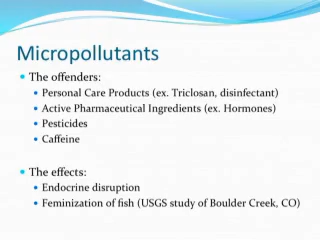 Micropollutants
The offenders:
Personal Care Products (ex. Triclosan, disinfectant)
Active Pharmaceutical Ingredients (ex. Hormones)
Pesticides
Caffeine
The effects:
Endocrine disruption
Feminization of fish (USGS study of Boulder Creek, CO)